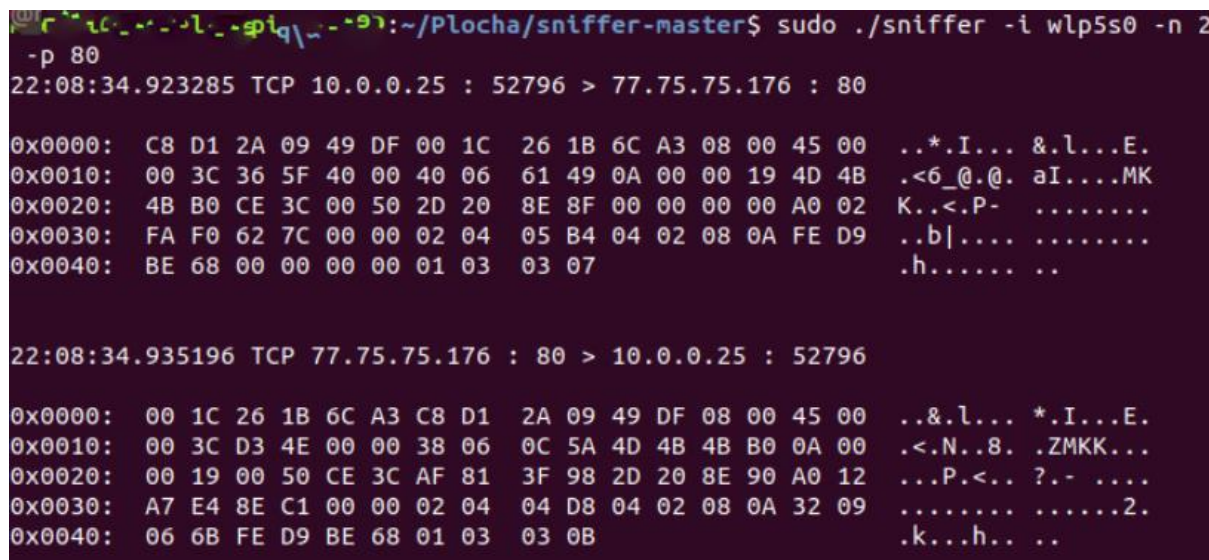 :~/Plocha/sniffer-master$ sudo ./sniffer -i wlp5s0 -n 2
-p 80
22:08:34.923285 TCP 10.0.0.25 : 52796 > 77.75.75.176 : 80
0x0000: C8 D1 2A 09 49 DF 00 1C 26 1B 6C A3 08 00 45 00 ..*.I... &.l...E.
0x0010: 00 3C 36 5F 40 00 40 06 61 49 0A 00 00 19 4D 4B .<6_@.@. aI....MK
0x0020: 4B B0 CE 3C 00 50 2D 20 8E 8F 00 00 00 00 A0 02 K..<.P- ........
0x0030: FA F0 62 7C 00 00 02 04 05 B4 04 02 08 0A FE D9 ..b|.... ........
0x0040: BE 68 00 00 00 00 01 03 03 07 .h...... ..
22:08:34.935196 TCP 77.75.75.176 : 80 > 10.0.0.25 : 52796
0x0000: 00 1C 26 1B 6C A3 C8 D1 2A 09 49 DF 08 00 45 00 ..&.l... *.I...E.
0x0010: 00 3C D3 4E 00 00 38 06 0C 5A 4D 4B 4B B0 0A 00 .<.N..8. .ZMKK...
0x0020: 00 19 00 50 CE 3C AF 81 3F 98 2D 20 8E 90 A0 12 ...P.<.. ?.- ....
0x0030: A7 E4 8E C1 00 00 02 04 04 D8 04 02 08 0A 32 09 ........ ......2.
0x0040: 06 6B FE D9 BE 68 01 03 03 0B .k...h.. ..